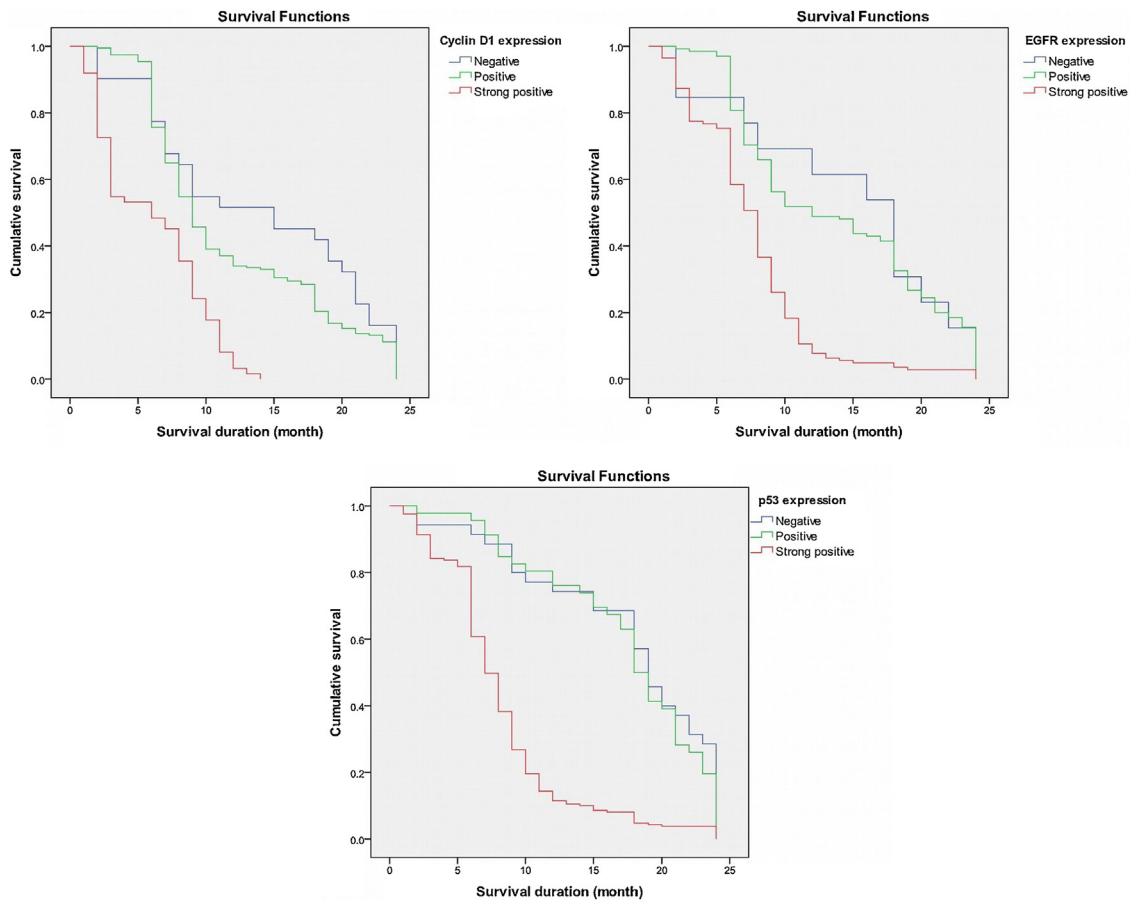 Survival Functions
Cyclin D1 expression
Negative
Positive
Strong positive
1.0
0.8
0.6
0.4
0.2
0.0
Cumulative survival
0 5 10 15 20 25
Survival duration (month)
Survival Functions
EGFR expression
Negative
Positive
Strong positive
1.0
0.8
0.6
0.4
0.2
0.0
Cumulative survival
0 5 10 15 20 25
Survival duration (month)
Survival Functions
p53 expression
Negative
Positive
Strong positive
1.0
0.8
0.6
0.4
0.2
0.0
Cumulative survival
0 5 10 15 20 25
Survival duration (month)